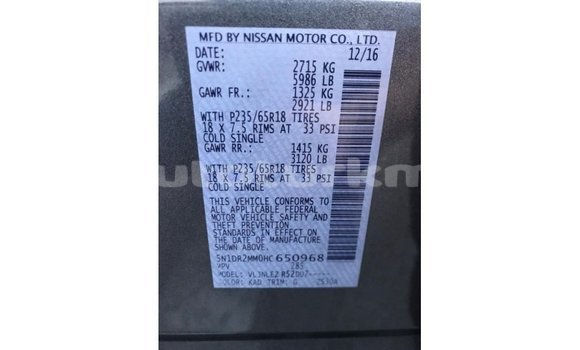 MFD BY NISSAN MOTOR CO., LTD.
DATE: 12/16
GVWR: 2715 KG
5986 LB
GAWR FR.: 1325 KG
2921 LB
WITH P235/65R18 TIRES
18 X 7.5 RIMS AT 33 PSI
COLD SINGLE
GAWR RR.: 1415 KG
3120 LB
WITH P235/65R18 TIRES
18 X 7.5 RIMS AT 33 PSI
COLD SINGLE
THIS VEHICLE CONFORMS TO
ALL APPLICABLE FEDERAL
MOTOR VEHICLE SAFETY AND
THEFT PREVENTION
STANDARDS IN EFFECT ON
THE DATE OF MANUFACTURE
SHOWN ABOVE.
5N1DR2MM0HC650968
MPV
MODEL:
COLOR: KAD TRIM: G